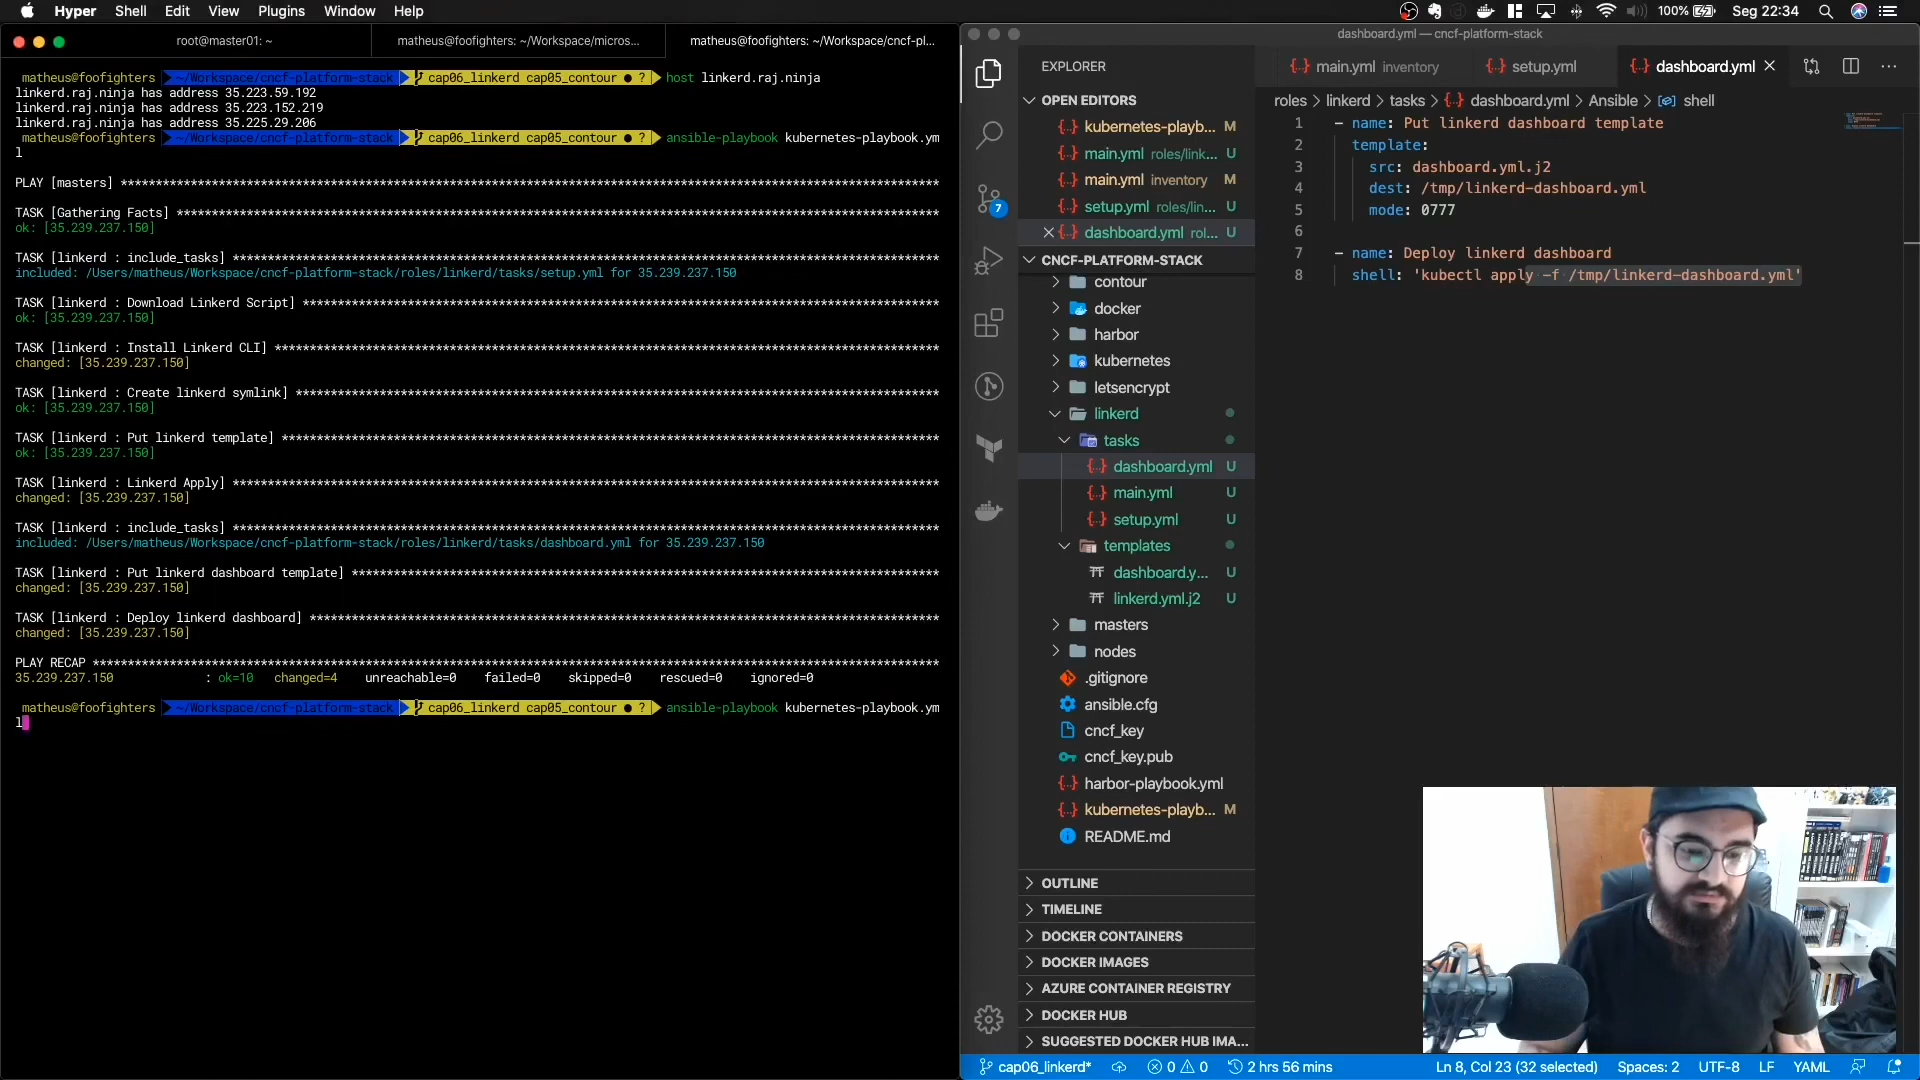 Hyper Shell Edit View Plugins Window Help
100% Seg 22:34
root@master01: ~
matheus@foofighters: ~/Workspace/micros...
matheus@foofighters: ~/Workspace/cncf-pl...
matheus@foofighters ~/Workspace/cncf-platform-stack cap06_linkerd cap05_contour ● ? host linkerd.raj.ninja
linkerd.raj.ninja has address 35.223.59.192
linkerd.raj.ninja has address 35.223.152.219
linkerd.raj.ninja has address 35.225.29.206
matheus@foofighters ~/Workspace/cncf-platform-stack cap06_linkerd cap05_contour ● ? ansible-playbook kubernetes-playbook.ym
l
PLAY [masters] ****
TASK [Gathering Facts] ****
ok: [35.239.237.150]
TASK [linkerd : include_tasks] ****
included: /Users/matheus/Workspace/cncf-platform-stack/roles/linkerd/tasks/setup.yml for 35.239.237.150
TASK [linkerd : Download Linkerd Script] ****
ok: [35.239.237.150]
TASK [linkerd : Install Linkerd CLI] ****
changed: [35.239.237.150]
TASK [linkerd : Create linkerd symlink] ****
ok: [35.239.237.150]
TASK [linkerd : Put linkerd template] ****
ok: [35.239.237.150]
TASK [linkerd : Linkerd Apply] ****
changed: [35.239.237.150]
TASK [linkerd : include_tasks] ****
included: /Users/matheus/Workspace/cncf-platform-stack/roles/linkerd/tasks/dashboard.yml for 35.239.237.150
TASK [linkerd : Put linkerd dashboard template] ****
changed: [35.239.237.150]
TASK [linkerd : Deploy linkerd dashboard] ****
changed: [35.239.237.150]
PLAY RECAP ****
35.239.237.150 : ok=10 changed=4 unreachable=0 failed=0 skipped=0 rescued=0 ignored=0
matheus@foofighters ~/Workspace/cncf-platform-stack cap06_linkerd cap05_contour ● ? ansible-playbook kubernetes-playbook.ym
l
dashboard.yml — cncf-platform-stack
EXPLORER
OPEN EDITORS
{..} kubernetes-playb... M
{..} main.yml roles/link... U
{..} main.yml inventory M
{..} setup.yml roles/lin... U
{..} dashboard.yml rol... U
7
CNCF-PLATFORM-STACK
contour
docker
harbor
kubernetes
letsencrypt
linkerd
tasks
{..} dashboard.yml U
{..} main.yml U
{..} setup.yml U
templates
dashboard.y... U
linkerd.yml.j2 U
masters
nodes
.gitignore
ansible.cfg
cncf_key
cncf_key.pub
{..} harbor-playbook.yml
{..} kubernetes-playb... M
README.md
OUTLINE
TIMELINE
DOCKER CONTAINERS
DOCKER IMAGES
AZURE CONTAINER REGISTRY
DOCKER HUB
SUGGESTED DOCKER HUB IMA...
{..} main.yml inventory
{..} setup.yml
{..} dashboard.yml
roles > linkerd > tasks > {..} dashboard.yml > Ansible > shell
1 - name: Put linkerd dashboard template
2 template:
3 src: dashboard.yml.j2
4 dest: /tmp/linkerd-dashboard.yml
5 mode: 0777
6
7 - name: Deploy linkerd dashboard
8 shell: 'kubectl apply -f /tmp/linkerd-dashboard.yml'
cap06_linkerd* 0 0 2 hrs 56 mins
Ln 8, Col 23 (32 selected) Spaces: 2 UTF-8 LF YAML